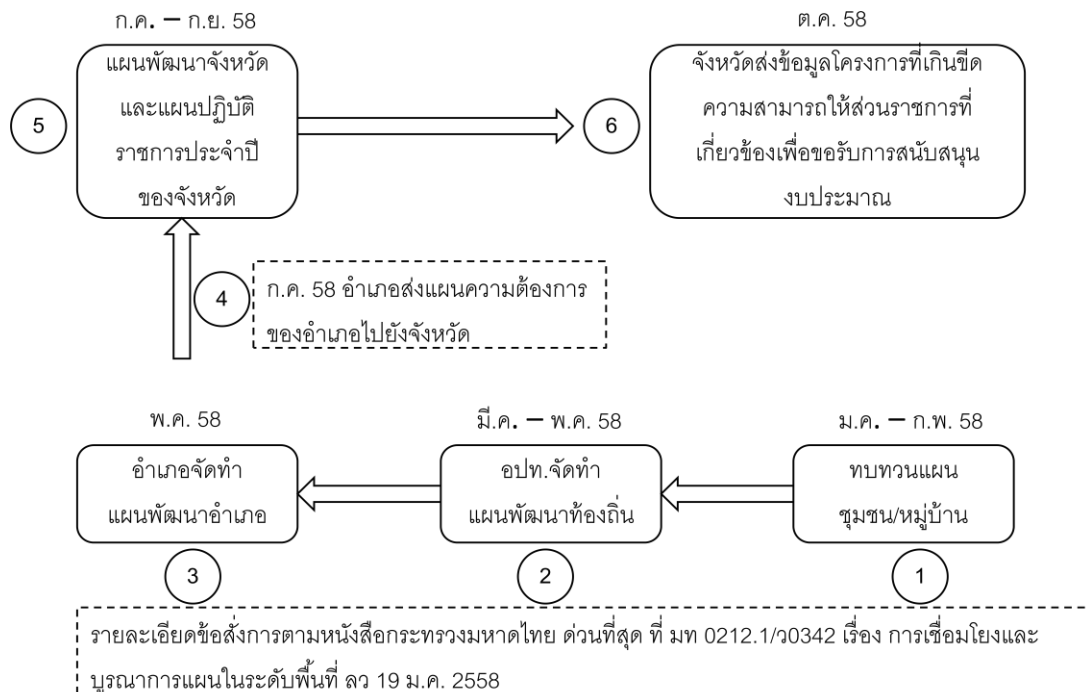 ก.ค. – ก.ย. 58
แผนพัฒนาจังหวัด
และแผนปฏิบัติ
ราชการประจำปี
ของจังหวัด
5
ต.ค. 58
จังหวัดส่งข้อมูลโครงการที่เกินขีด
ความสามารถให้ส่วนราชการที่
เกี่ยวข้องเพื่อขอรับการสนับสนุน
งบประมาณ
6
4
ก.ค. 58 อำเภอส่งแผนความต้องการ
ของอำเภอไปยังจังหวัด
พ.ค. 58
อำเภอจัดทำ
แผนพัฒนาอำเภอ
3
มี.ค. – พ.ค. 58
อปท.จัดทำ
แผนพัฒนาท้องถิ่น
2
ม.ค. – ก.พ. 58
ทบทวนแผน
ชุมชน/หมู่บ้าน
1
รายละเอียดข้อสั่งการตามหนังสือกระทรวงมหาดไทย ด่วนที่สุด ที่ มท 0212.1/ว0342 เรื่อง การเชื่อมโยงและ
บูรณาการแผนในระดับพื้นที่ ลว 19 ม.ค. 2558